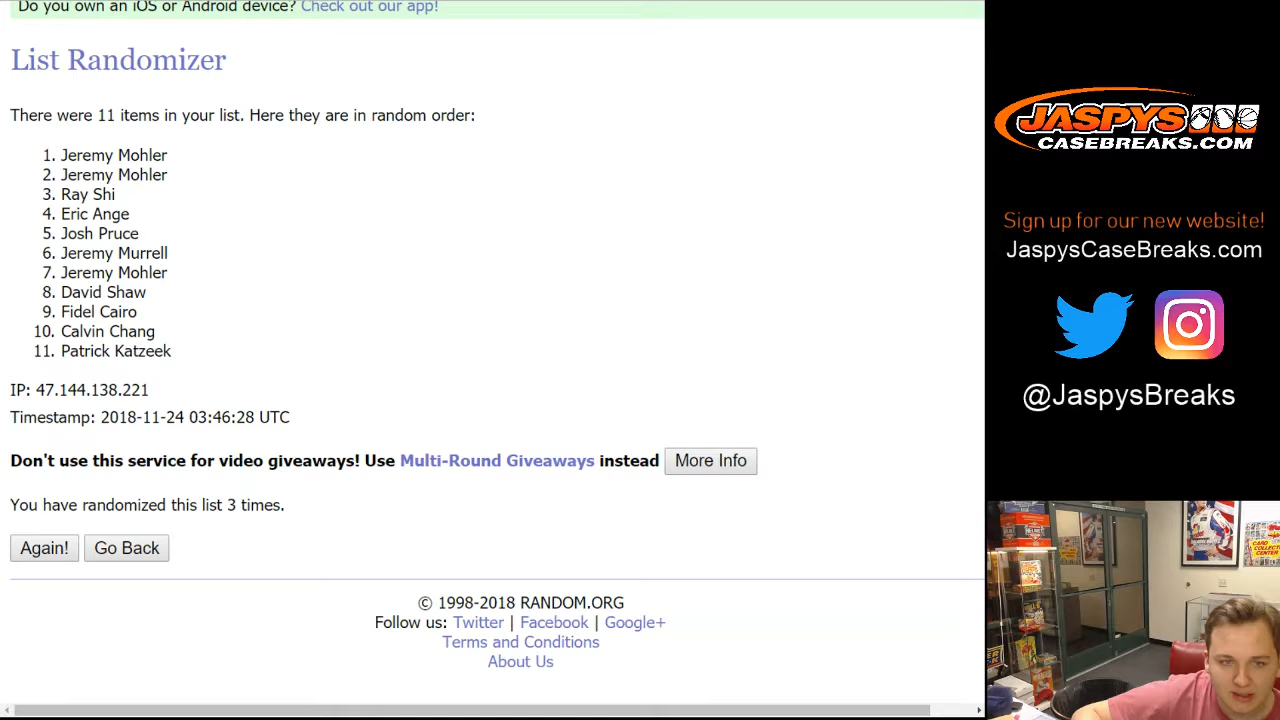 Do you own an iOS or Android device? Check out our app!
List Randomizer
There were 11 items in your list. Here they are in random order:
1. Jeremy Mohler
2. Jeremy Mohler
3. Ray Shi
4. Eric Ange
5. Josh Pruce
6. Jeremy Murrell
7. Jeremy Mohler
8. David Shaw
9. Fidel Cairo
10. Calvin Chang
11. Patrick Katzeek
IP: 47.144.138.221
Timestamp: 2018-11-24 03:46:28 UTC
Don't use this service for video giveaways! Use Multi-Round Giveaways instead More Info
You have randomized this list 3 times.
Again! Go Back
© 1998-2018 RANDOM.ORG
Follow us: Twitter | Facebook | Google+
Terms and Conditions
About Us
JASPYS
CASEBREAKS.COM
Sign up for our new website!
JaspysCaseBreaks.com
@JaspysBreaks
CARD
COLLECTORS
CENTER